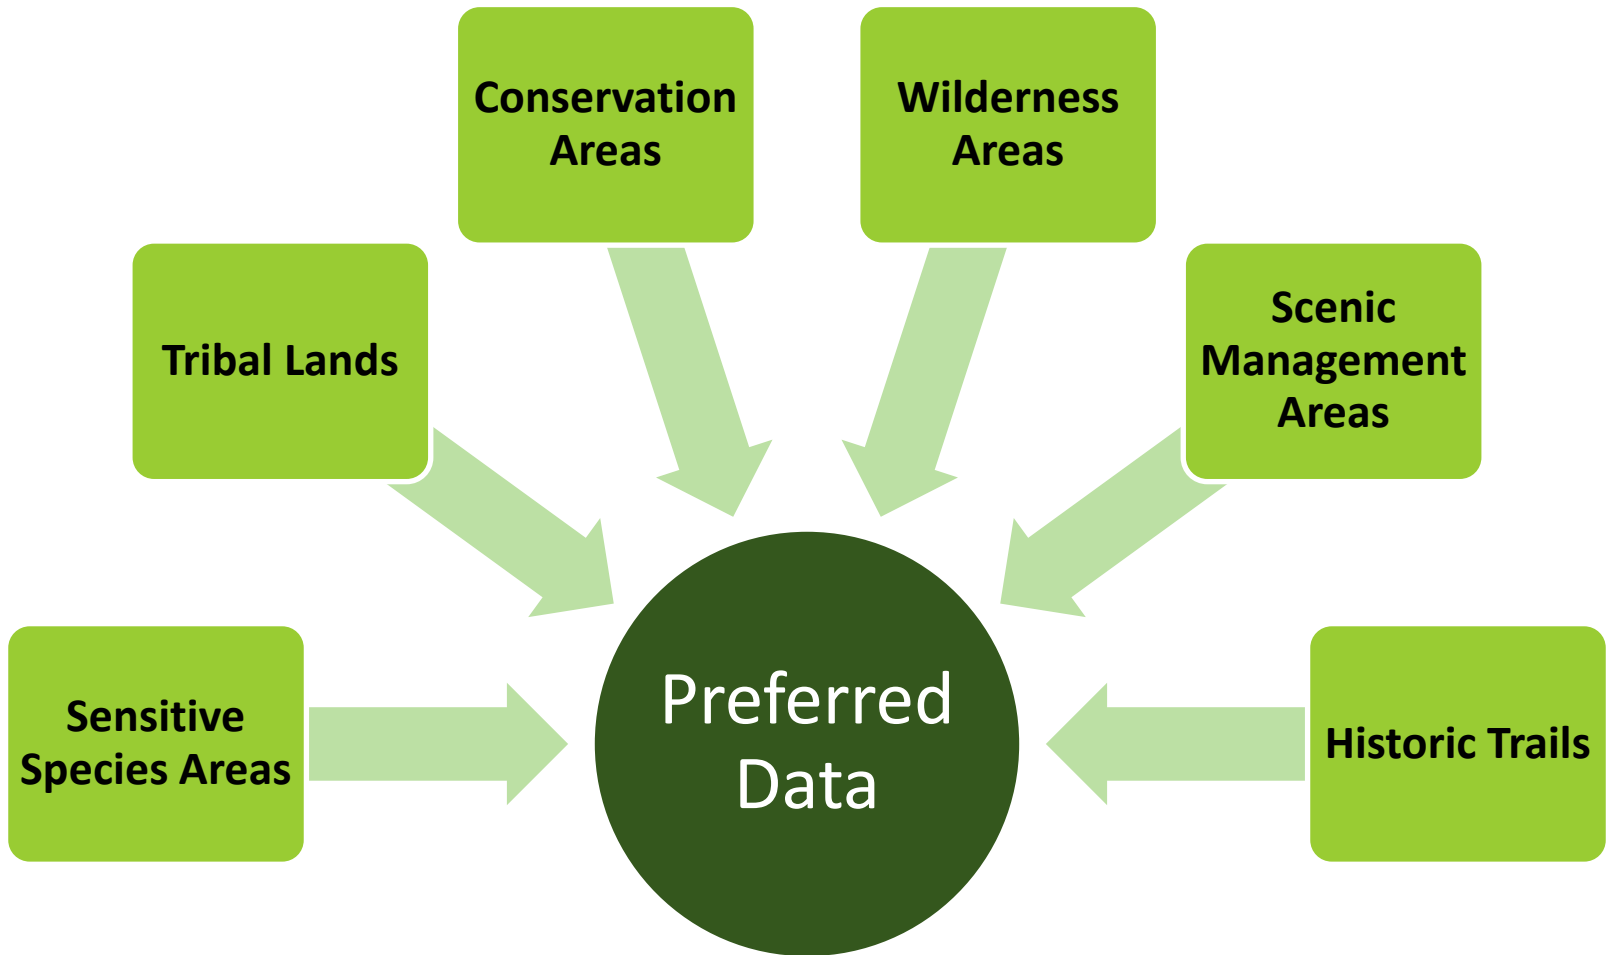 Conservation
Areas
Wilderness
Areas
Tribal Lands
Scenic
Management
Areas
Sensitive
Species Areas
Preferred
Data
Historic Trails